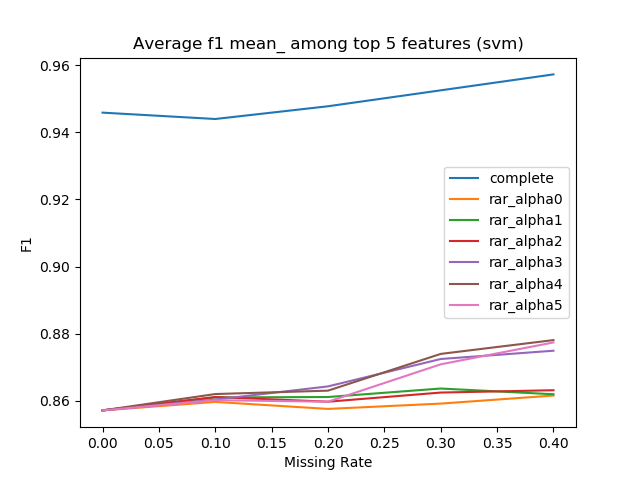 Average f1 mean_ among top 5 features (svm)
F1
0.96
0.94
0.92
0.90
0.88
0.86
complete
rar_alpha0
rar_alpha1
rar_alpha2
rar_alpha3
rar_alpha4
rar_alpha5
0.00 0.05 0.10 0.15 0.20 0.25 0.30 0.35 0.40
Missing Rate